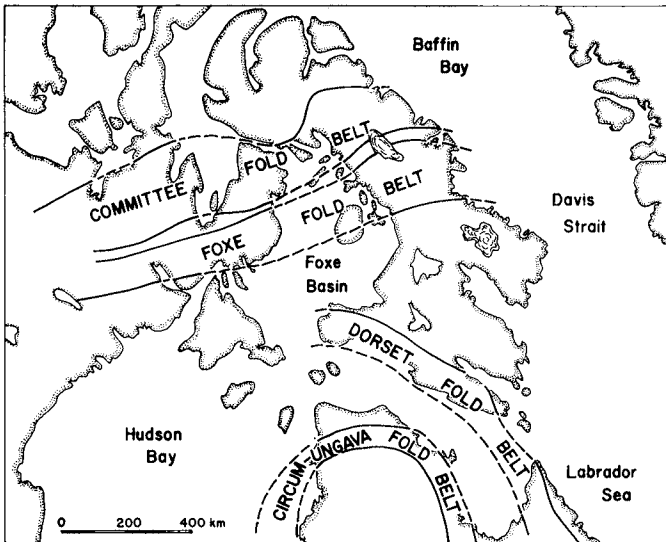 Baffin
Bay
COMMITTEE FOLD BELT
FOXE FOLD BELT
Davis
Strait
Foxe
Basin
DORSET FOLD BELT
Hudson
Bay
CIRCUM-UNGAVA FOLD BELT
Labrador
Sea
0 200 400 km